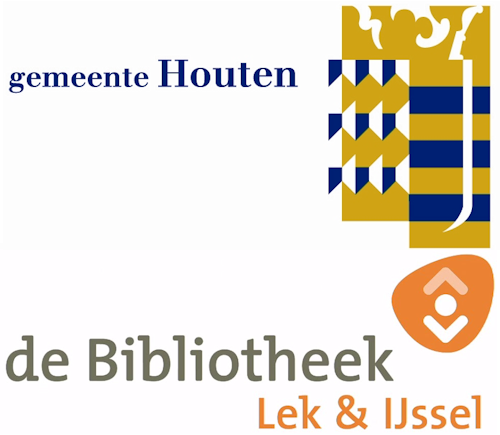 gemeente Houten
de Bibliotheek
Lek & IJssel